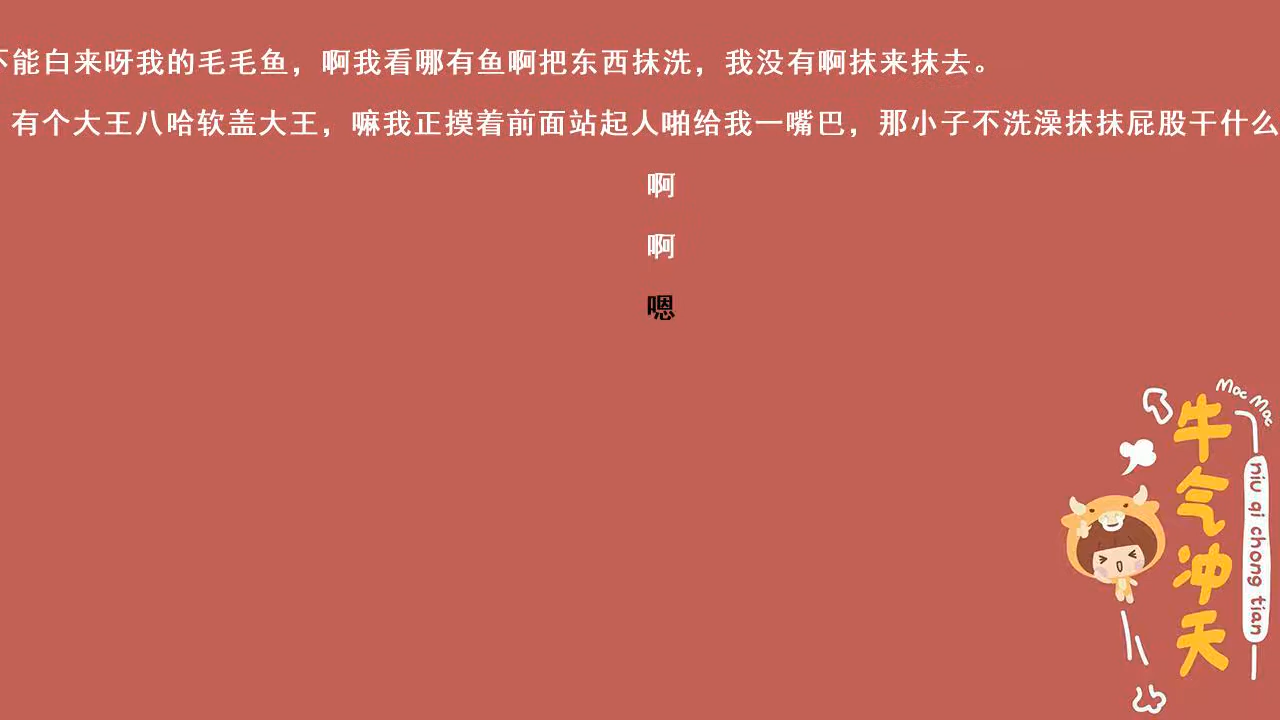 不能白来呀我的毛毛鱼，啊我看哪有鱼啊把东西抹洗，我没有啊抹来抹去。
有个大王八哈软盖大王，嘛我正摸着前面站起人啪给我一嘴巴，那小子不洗澡抹抹屁股干什么
啊
啊
嗯
Moc Moc
牛气冲天
niu qi chong tian